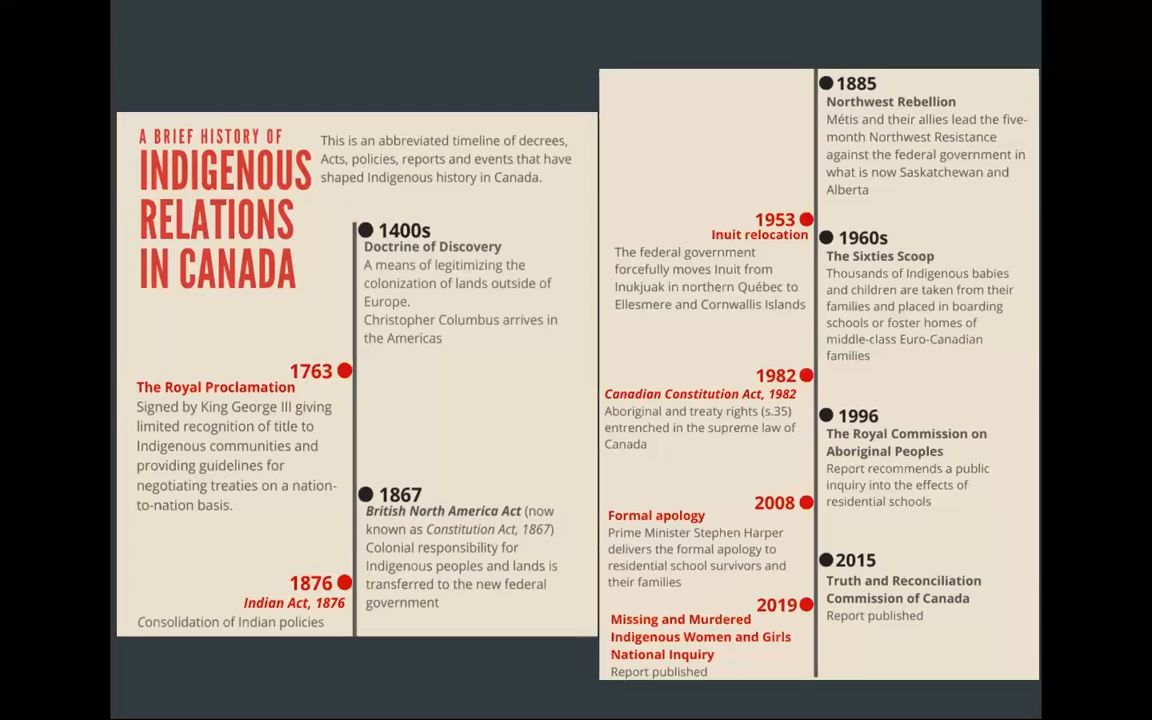 A BRIEF HISTORY OF
INDIGENOUS
RELATIONS
IN CANADA
This is an abbreviated timeline of decrees,
Acts, policies, reports and events that have
shaped Indigenous history in Canada.
1400s
Doctrine of Discovery
A means of legitimizing the
colonization of lands outside of
Europe.
Christopher Columbus arrives in
the Americas
1763
The Royal Proclamation
Signed by King George III giving
limited recognition of title to
Indigenous communities and
providing guidelines for
negotiating treaties on a nation-
to-nation basis.
1867
British North America Act (now
known as Constitution Act, 1867)
Colonial responsibility for
Indigenous peoples and lands is
transferred to the new federal
government
1876
Indian Act, 1876
Consolidation of Indian policies
1885
Northwest Rebellion
Métis and their allies lead the five-
month Northwest Resistance
against the federal government in
what is now Saskatchewan and
Alberta
1953
Inuit relocation
The federal government
forcefully moves Inuit from
Inukjuak in northern Québec to
Ellesmere and Cornwallis Islands
1960s
The Sixties Scoop
Thousands of Indigenous babies
and children are taken from their
families and placed in boarding
schools or foster homes of
middle-class Euro-Canadian
families
1982
Canadian Constitution Act, 1982
Aboriginal and treaty rights (s.35)
entrenched in the supreme law of
Canada
1996
The Royal Commission on
Aboriginal Peoples
Report recommends a public
inquiry into the effects of
residential schools
2008
Formal apology
Prime Minister Stephen Harper
delivers the formal apology to
residential school survivors and
their families
2015
Truth and Reconciliation
Commission of Canada
Report published
2019
Missing and Murdered
Indigenous Women and Girls
National Inquiry
Report published